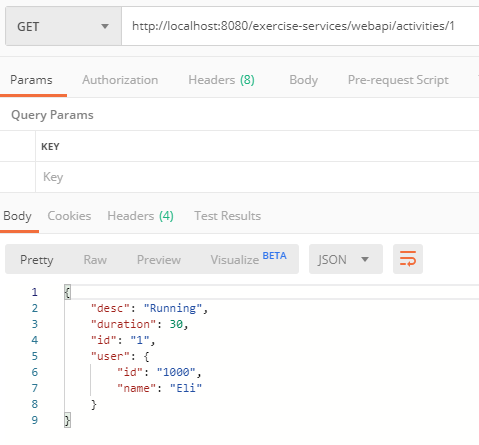 GET http://localhost:8080/exercise-services/webapi/activities/1
Params Authorization Headers (8) Body Pre-request Script
Query Params
KEY
Key
Body Cookies Headers (4) Test Results
Pretty Raw Preview Visualize BETA JSON
1 {
2 "desc": "Running",
3 "duration": 30,
4 "id": "1",
5 "user": {
6 "id": "1000",
7 "name": "Eli"
8 }
9 }